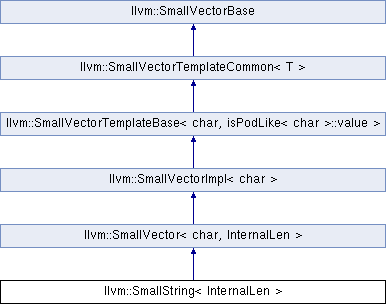 llvm::SmallVectorBase
llvm::SmallVectorTemplateCommon< T >
llvm::SmallVectorTemplateBase< char, isPodLike< char >::value >
llvm::SmallVectorImpl< char >
llvm::SmallVector< char, InternalLen >
llvm::SmallString< InternalLen >